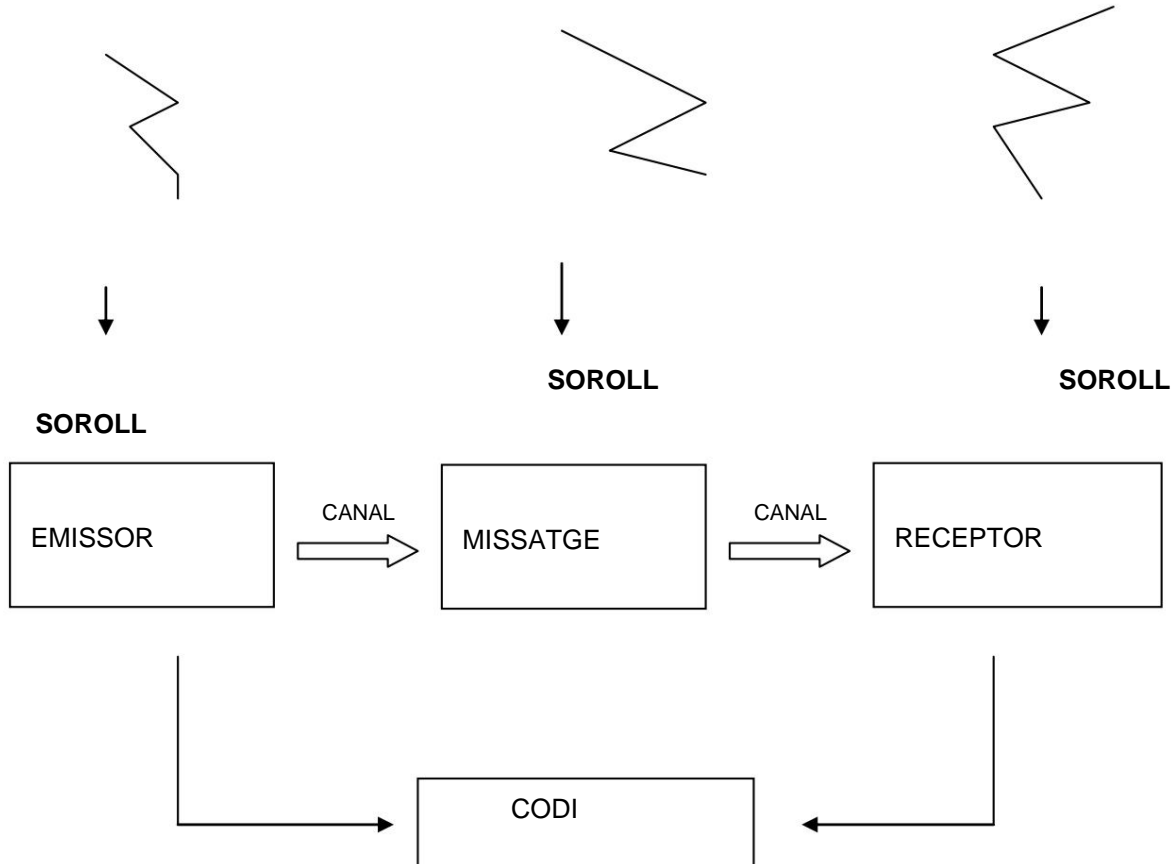 SOROLL
SOROLL
SOROLL
EMISSOR
CANAL
MISSATGE
CANAL
RECEPTOR
CODI